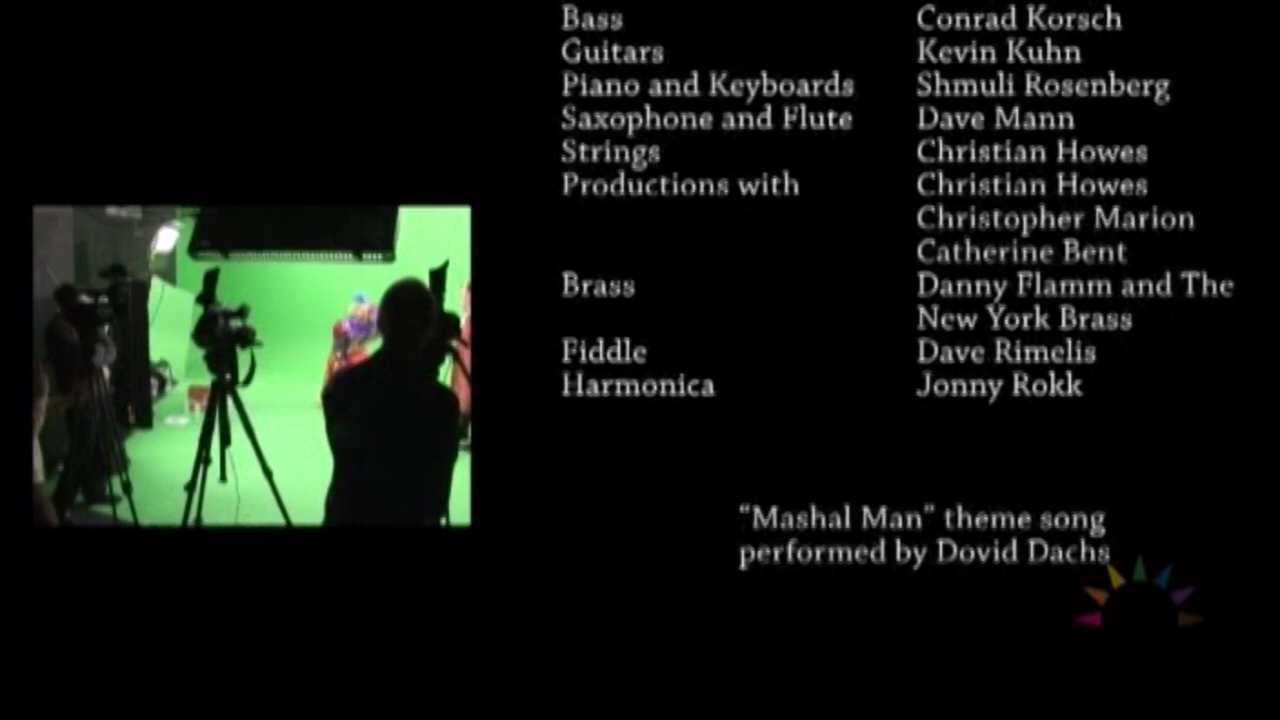 Bass Conrad Korsch
Guitars Kevin Kuhn
Piano and Keyboards Shmuli Rosenberg
Saxophone and Flute Dave Mann
Strings Christian Howes
Productions with Christian Howes
Christopher Marion
Catherine Bent
Brass Danny Flamm and The
New York Brass
Fiddle Dave Rimelis
Harmonica Jonny Rokk
“Mashal Man” theme song
performed by Dovid Dachs